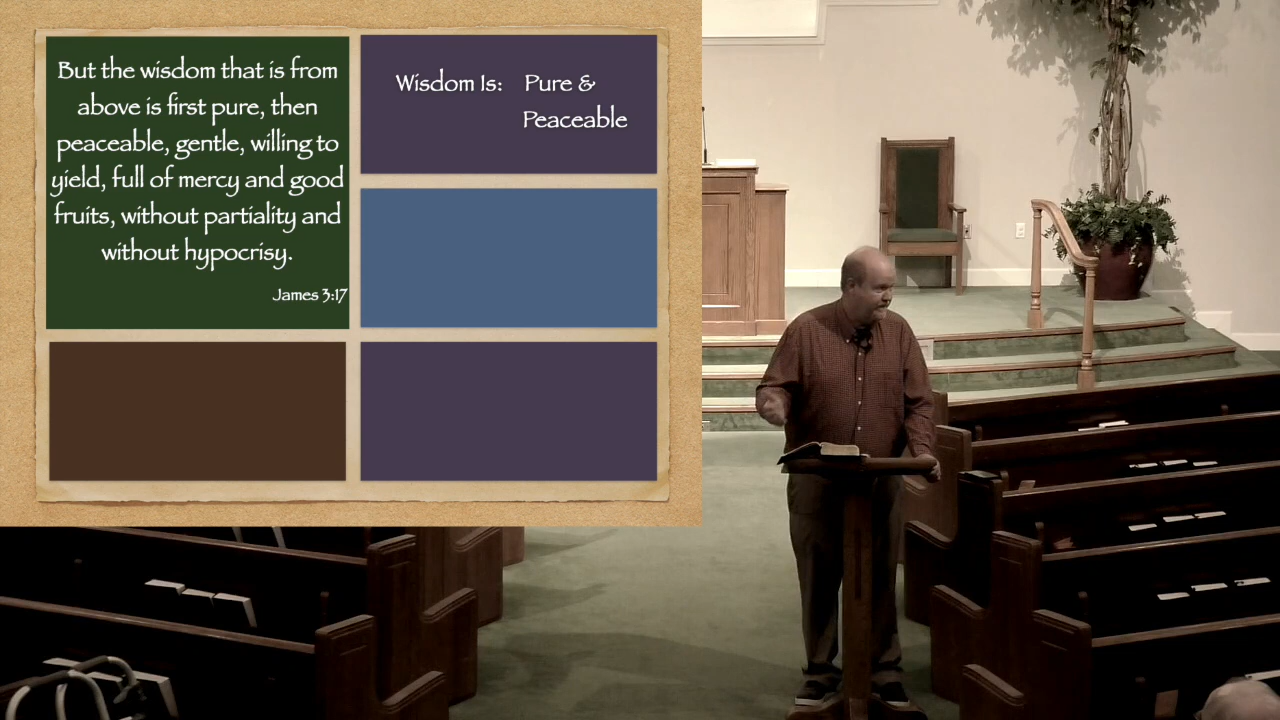 But the wisdom that is from
above is first pure, then
peaceable, gentle, willing to
yield, full of mercy and good
fruits, without partiality and
without hypocrisy.
James 3:17
Wisdom Is: Pure &
Peaceable